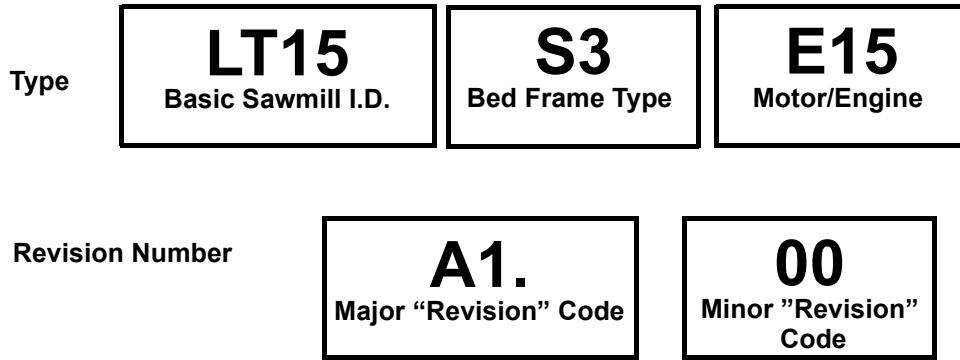 Type
LT15
Basic Sawmill I.D.
S3
Bed Frame Type
E15
Motor/Engine
Revision Number
A1.
Major “Revision” Code
00
Minor ”Revision”
Code